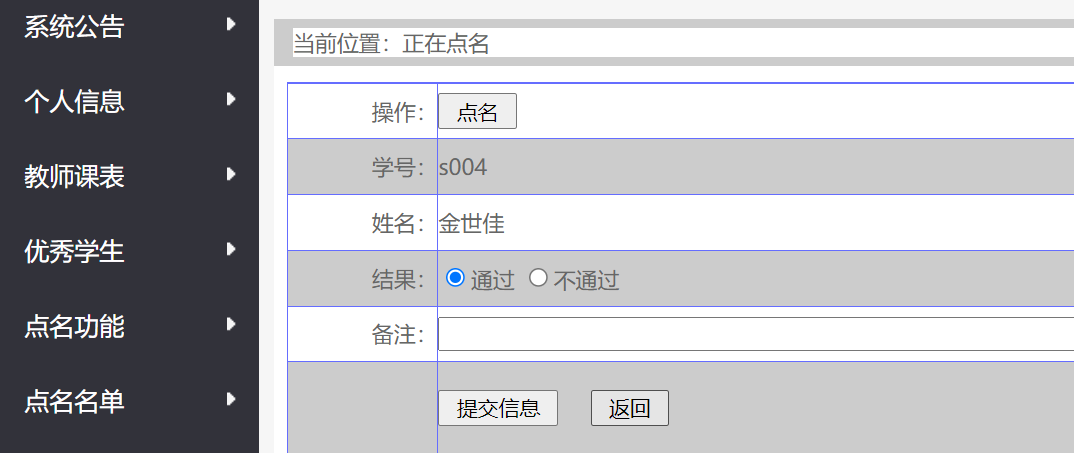 系统公告
个人信息
教师课表
优秀学生
点名功能
点名名单
当前位置：正在点名
操作： 点名
学号： s004
姓名： 金世佳
结果： 通过 不通过
备注：
提交信息 返回